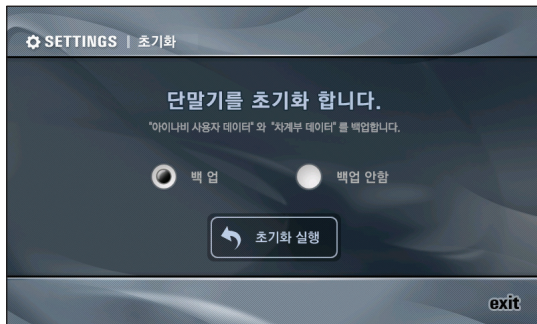 SETTINGS | 초기화
단말기를 초기화 합니다.
"아이나비 사용자 데이터" 와 "차계부 데이터" 를 백업합니다.
백 업 백업 안함
초기화 실행
exit